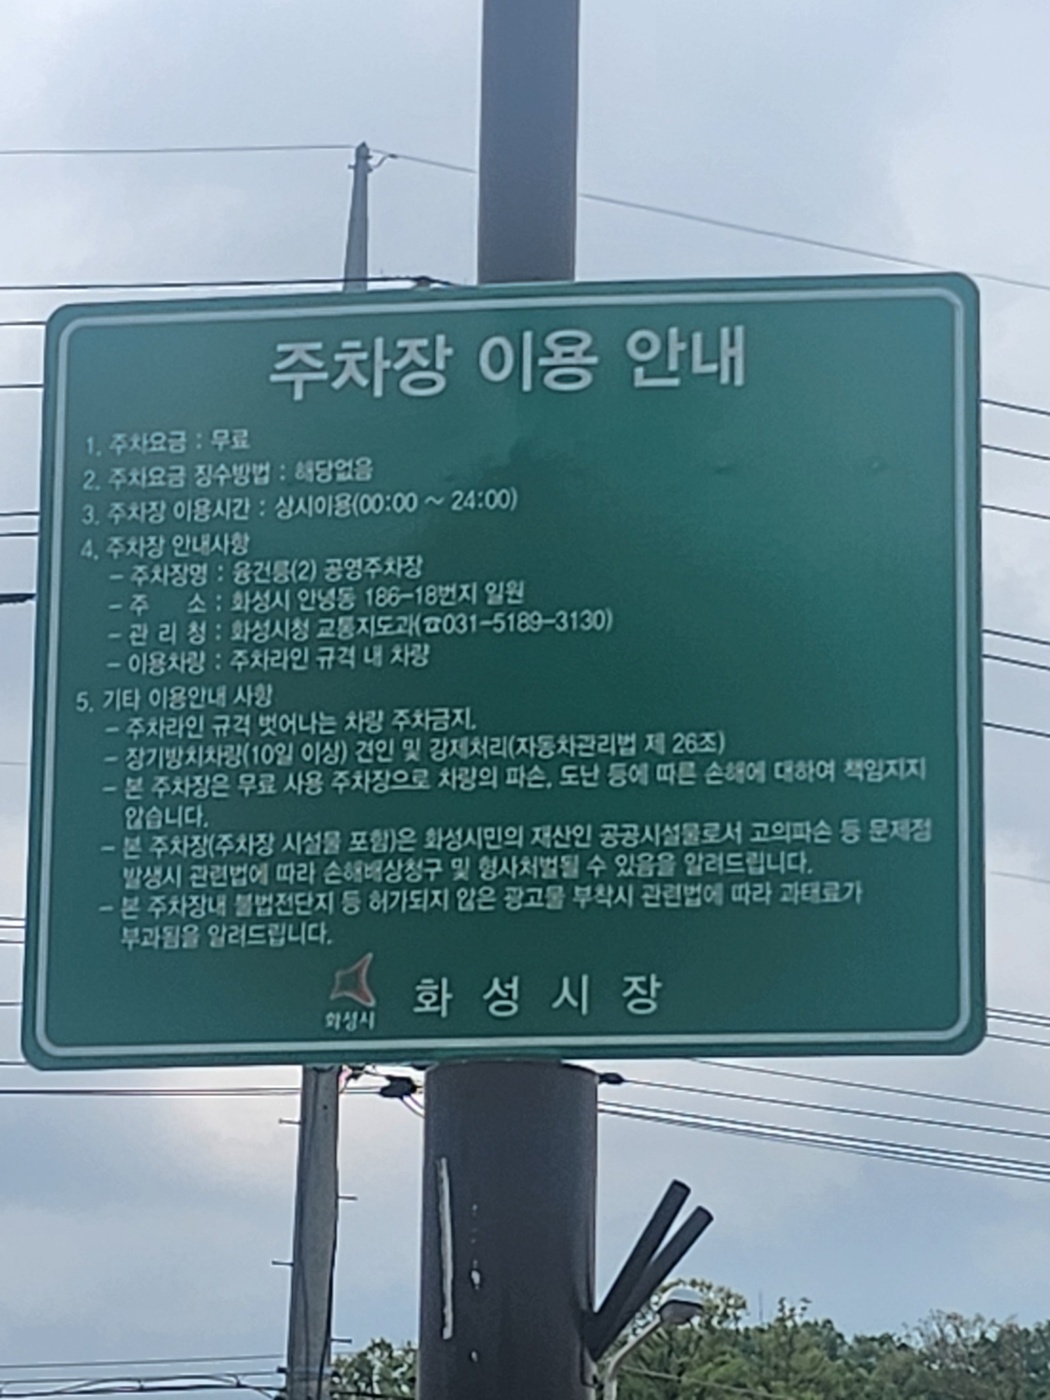 주차장 이용 안내
1. 주차요금 : 무료
2. 주차요금 징수방법 : 해당없음
3. 주차장 이용시간 : 상시이용(00:00 ~ 24:00)
4. 주차장 안내사항
- 주차장명 : 융건릉(2) 공영주차장
- 주 소 : 화성시 안녕동 186-18번지 일원
- 관 리 청 : 화성시청 교통지도과(☎031-5189-3130)
- 이용차량 : 주차라인 규격 내 차량
5. 기타 이용안내 사항
- 주차라인 규격 벗어나는 차량 주차금지.
- 장기방치차량(10일 이상) 견인 및 강제처리(자동차관리법 제 26조)
- 본 주차장은 무료 사용 주차장으로 차량의 파손, 도난 등에 따른 손해에 대하여 책임지지
않습니다.
- 본 주차장(주차장 시설물 포함)은 화성시민의 재산인 공공시설물로서 고의파손 등 문제점
발생시 관련법에 따라 손해배상청구 및 형사처벌될 수 있음을 알려드립니다.
- 본 주차장내 불법전단지 등 허가되지 않은 광고물 부착시 관련법에 따라 과태료가
부과됨을 알려드립니다.
화성시
화 성 시 장